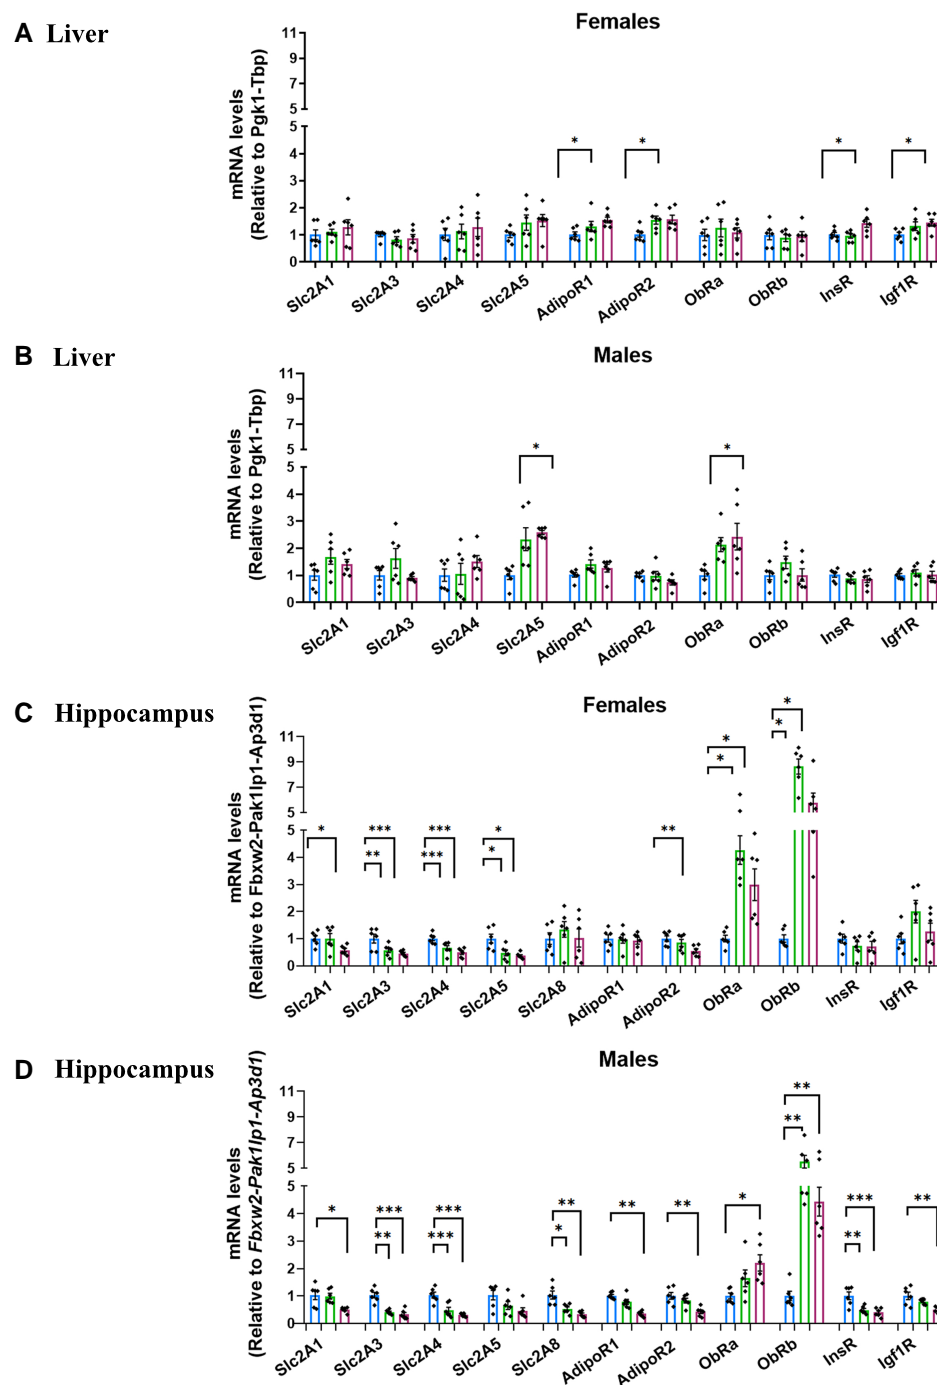 A Liver
Females
mRNA levels
(Relative to Pgk1-Tbp)
11
9
7
5
5
4
3
2
1
0
* * * *
Slc2A1 Slc2A3 Slc2A4 Slc2A5 AdipoR1 AdipoR2 ObRa ObRb InsR Igf1R
B Liver
Males
mRNA levels
(Relative to Pgk1-Tbp)
11
9
7
5
5
4
3
2
1
0
* *
Slc2A1 Slc2A3 Slc2A4 Slc2A5 AdipoR1 AdipoR2 ObRa ObRb InsR Igf1R
C Hippocampus
Females
mRNA levels
(Relative to Fbxw2-Pak1Ip1-Ap3d1)
11
9
7
5
5
4
3
2
1
0
* *** *** * ** * *
** *** * * *
Slc2A1 Slc2A3 Slc2A4 Slc2A5 Slc2A8 AdipoR1 AdipoR2 ObRa ObRb InsR Igf1R
D Hippocampus
Males
mRNA levels
(Relative to Fbxw2-Pak1Ip1-Ap3d1)
11
9
7
5
5
4
3
2
1
0
* *** *** ** ** ** * ** *** **
** *** * ** **
Slc2A1 Slc2A3 Slc2A4 Slc2A5 Slc2A8 AdipoR1 AdipoR2 ObRa ObRb InsR Igf1R